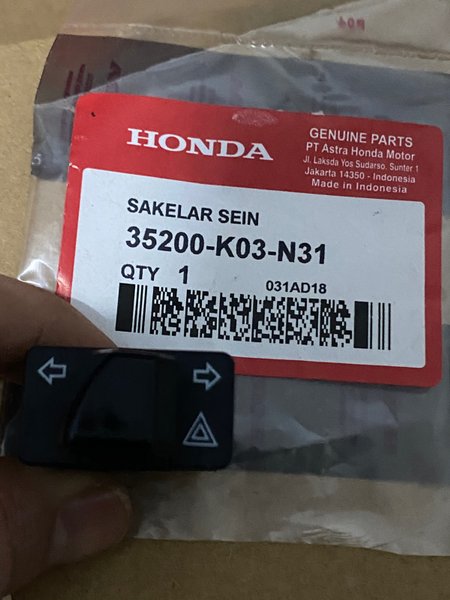 HONDA
GENUINE PARTS
PT Astra Honda Motor
Jl. Laksda Yos Sudarso, Sunter 1
Jakarta 14350 - Indonesia
Made in Indonesia
SAKELAR SEIN
35200-K03-N31
QTY 1
031AD18